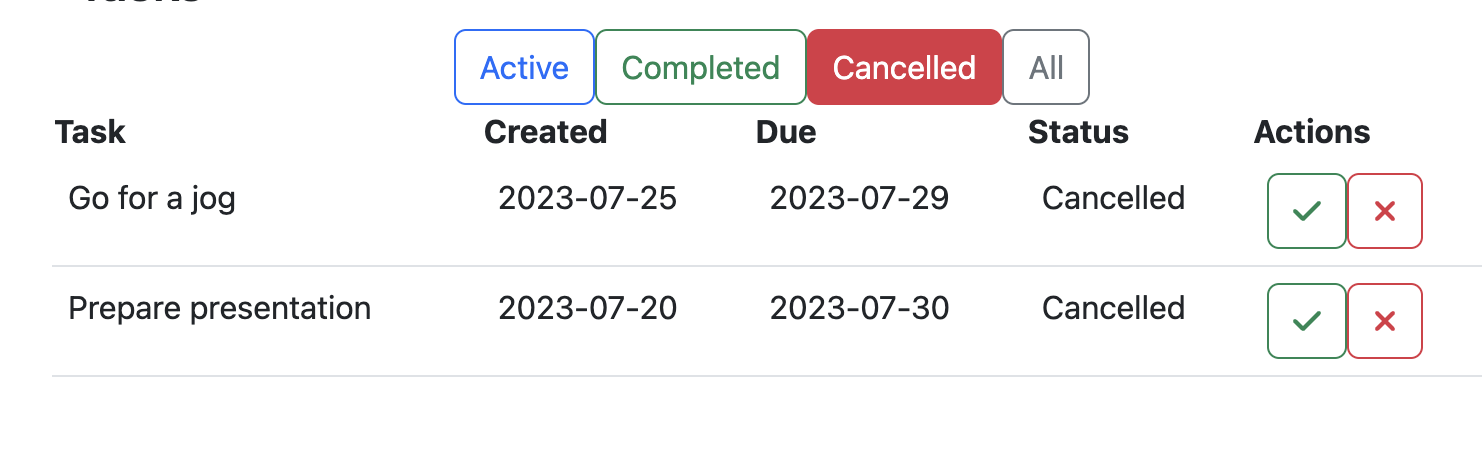 Active Completed Cancelled All
Task Created Due Status Actions
Go for a jog 2023-07-25 2023-07-29 Cancelled
Prepare presentation 2023-07-20 2023-07-30 Cancelled